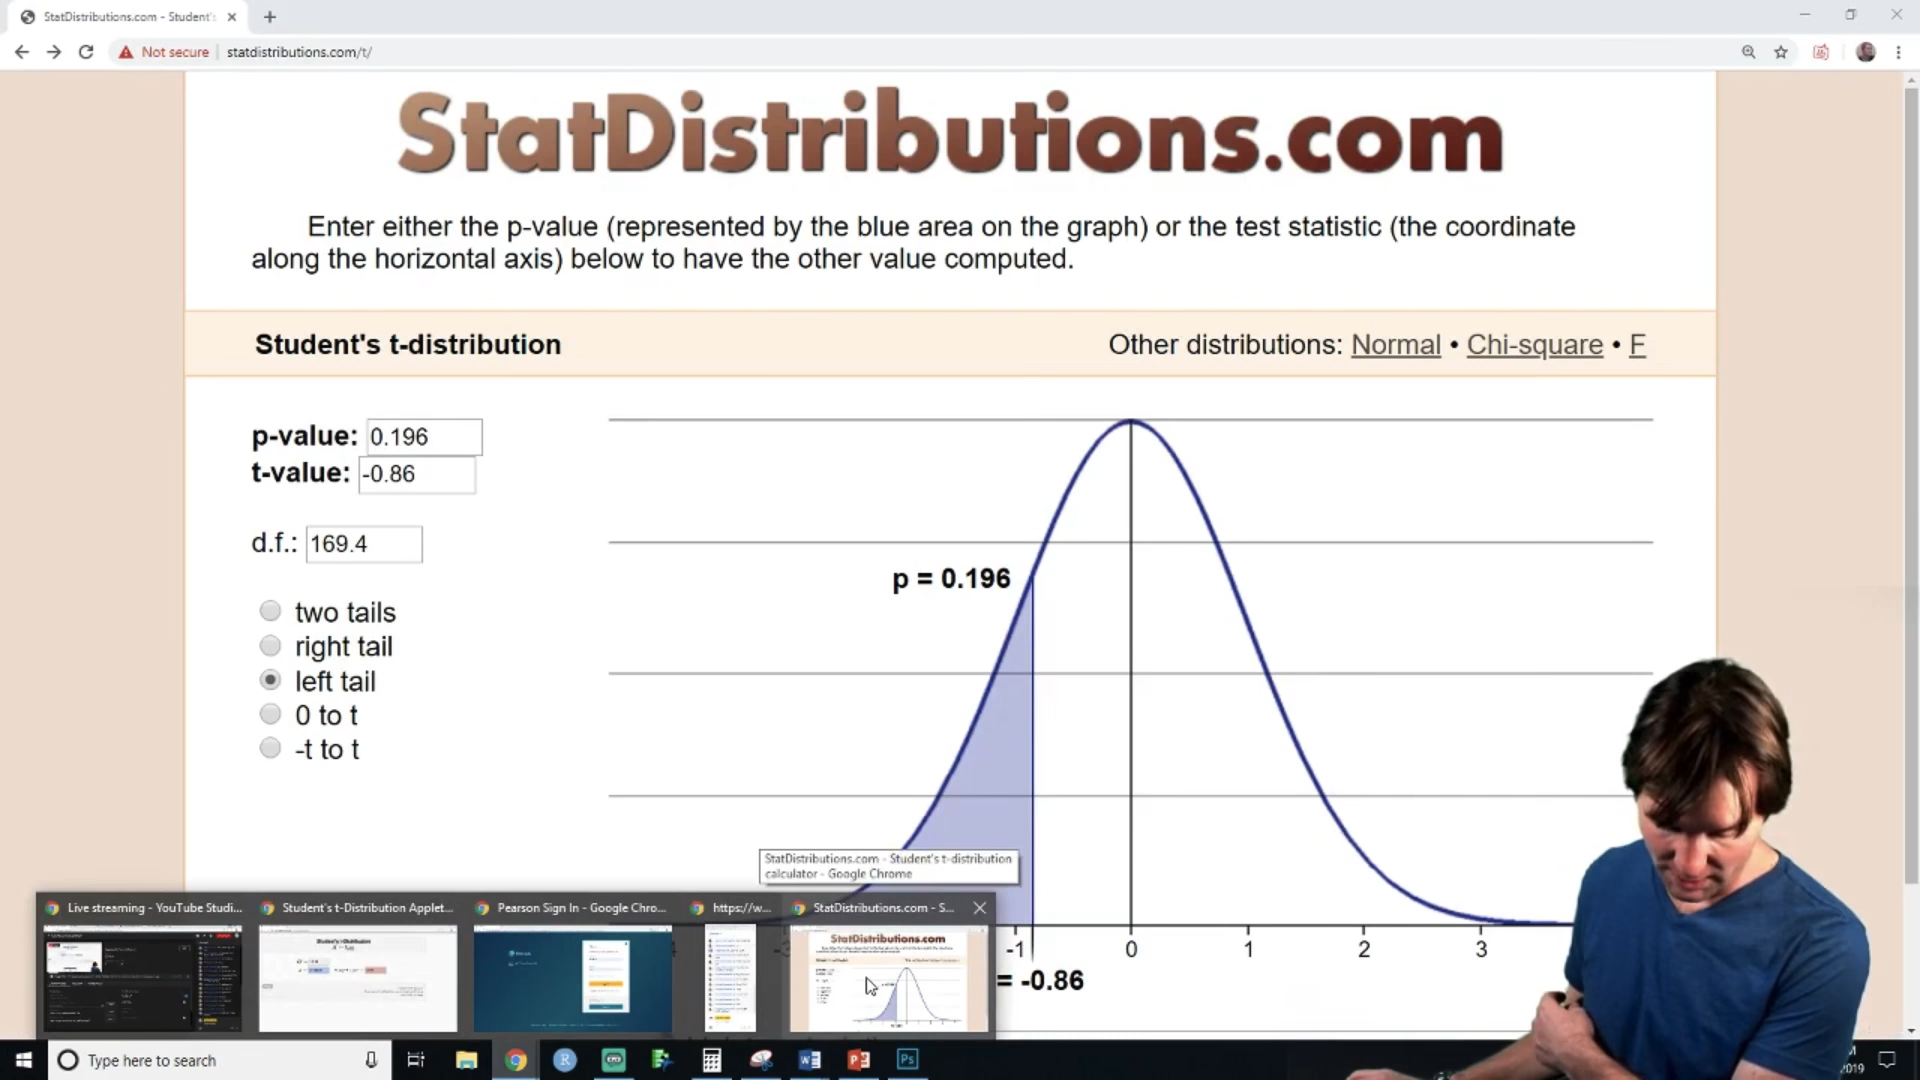 StatDistributions.com - Student's
Not secure
statdistributions.com/t/
StatDistributions.com
Enter either the p-value (represented by the blue area on the graph) or the test statistic (the coordinate
along the horizontal axis) below to have the other value computed.
Student's t-distribution
Other distributions: Normal • Chi-square • F
p-value: 0.196
t-value: -0.86
d.f.: 169.4
two tails
right tail
left tail
0 to t
-t to t
p = 0.196
StatDistributions.com - Student's t-distribution
calculator - Google Chrome
Live streaming - YouTube Studi...
Student's t-Distribution Applet...
Pearson Sign In - Google Chro...
https://w...
StatDistributions.com - S...
StatDistributions.com
-1 0 1 2 3
= -0.86
Type here to search
2019